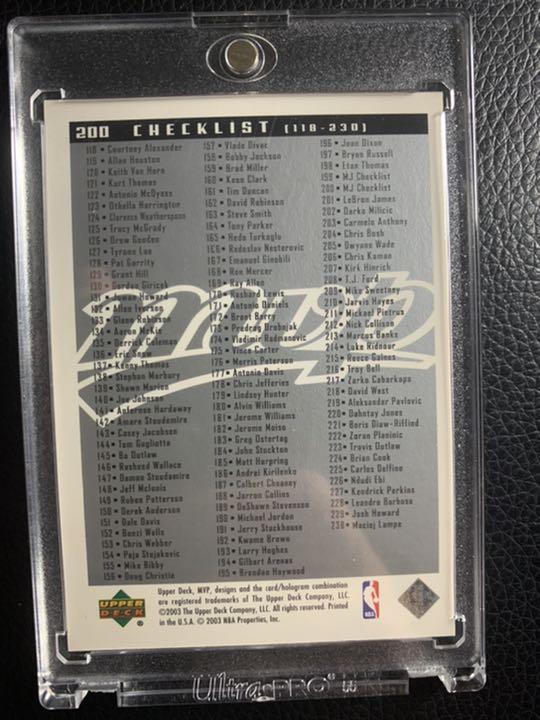 200 CHECKLIST (118-230)
118 • Courtney Alexander
119 • Allan Houston
120 • Keith Van Horn
121 • Kurt Thomas
122 • Antonio McDyess
123 • Othella Harrington
124 • Clarence Weatherspoon
125 • Tracy McGrady
126 • Drew Gooden
127 • Tyronn Lue
128 • Pat Garrity
129 • Grant Hill
130 • Gordan Giricek
131 • Juwan Howard
132 • Allen Iverson
133 • Glenn Robinson
134 • Aaron McKie
135 • Derrick Coleman
136 • Eric Snow
137 • Kenny Thomas
138 • Stephon Marbury
139 • Shawn Marion
140 • Joe Johnson
141 • Anfernee Hardaway
142 • Amare Stoudemire
143 • Casey Jacobsen
144 • Tom Gugliotta
145 • Bo Outlaw
146 • Rasheed Wallace
147 • Damon Stoudamire
148 • Jeff McInnis
149 • Ruben Patterson
150 • Derek Anderson
151 • Dale Davis
152 • Bonzi Wells
153 • Chris Webber
154 • Peja Stojakovic
155 • Mike Bibby
156 • Doug Christie
157 • Vlade Divac
158 • Bobby Jackson
159 • Brad Miller
160 • Keon Clark
161 • Tim Duncan
162 • David Robinson
163 • Steve Smith
164 • Tony Parker
165 • Hedo Turkoglu
166 • Radoslav Nesterovic
167 • Emanuel Ginobili
168 • Ron Mercer
169 • Ray Allen
170 • Rashard Lewis
171 • Antonio Daniels
172 • Brent Barry
173 • Predrag Drobnjak
174 • Vladimir Radmanovic
175 • Vince Carter
176 • Morris Peterson
177 • Antonio Davis
178 • Chris Jefferies
179 • Lindsey Hunter
180 • Alvin Williams
181 • Jerome Williams
182 • Jerome Moiso
183 • Greg Ostertag
184 • John Stockton
185 • Matt Harpring
186 • Andrei Kirilenko
187 • Calbert Cheaney
188 • Jarron Collins
189 • DeShawn Stevenson
190 • Michael Jordan
191 • Jerry Stackhouse
192 • Kwame Brown
193 • Larry Hughes
194 • Gilbert Arenas
195 • Brendan Haywood
196 • Juan Dixon
197 • Bryon Russell
198 • Etan Thomas
199 • MJ Checklist
200 • MJ Checklist
201 • LeBron James
202 • Darko Milicic
203 • Carmelo Anthony
204 • Chris Bosh
205 • Dwyane Wade
206 • Chris Kaman
207 • Kirk Hinrich
208 • T.J. Ford
209 • Mike Sweetney
210 • Jarvis Hayes
211 • Mickael Pietrus
212 • Nick Collison
213 • Marcus Banks
214 • Luke Ridnour
215 • Reece Gaines
216 • Troy Bell
217 • Zarko Cabarkapa
218 • David West
219 • Aleksandar Pavlovic
220 • Dahntay Jones
221 • Boris Diaw-Riffiod
222 • Zoran Planinic
223 • Travis Outlaw
224 • Brian Cook
225 • Carlos Delfino
226 • Ndudi Ebi
227 • Kendrick Perkins
228 • Leandro Barbosa
229 • Josh Howard
230 • Maciej Lampe
UPPER
DECK
Upper Deck, MVP, designs and the card/hologram combination
are registered trademarks of The Upper Deck Company, LLC.
©2003 The Upper Deck Company, LLC. All rights reserved. Printed
in the U.S.A. © 2003 NBA Properties, Inc.
NBA
Ultra•PRO®